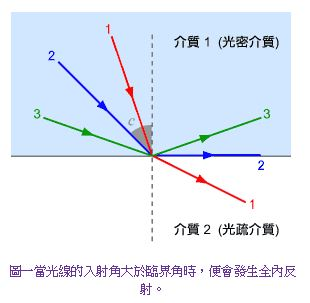 1
介質 1 (光密介質)
2
c
3
3
2
1
介質 2 (光疏介質)
圖一當光線的入射角大於臨界角時，便會發生全內反
射。